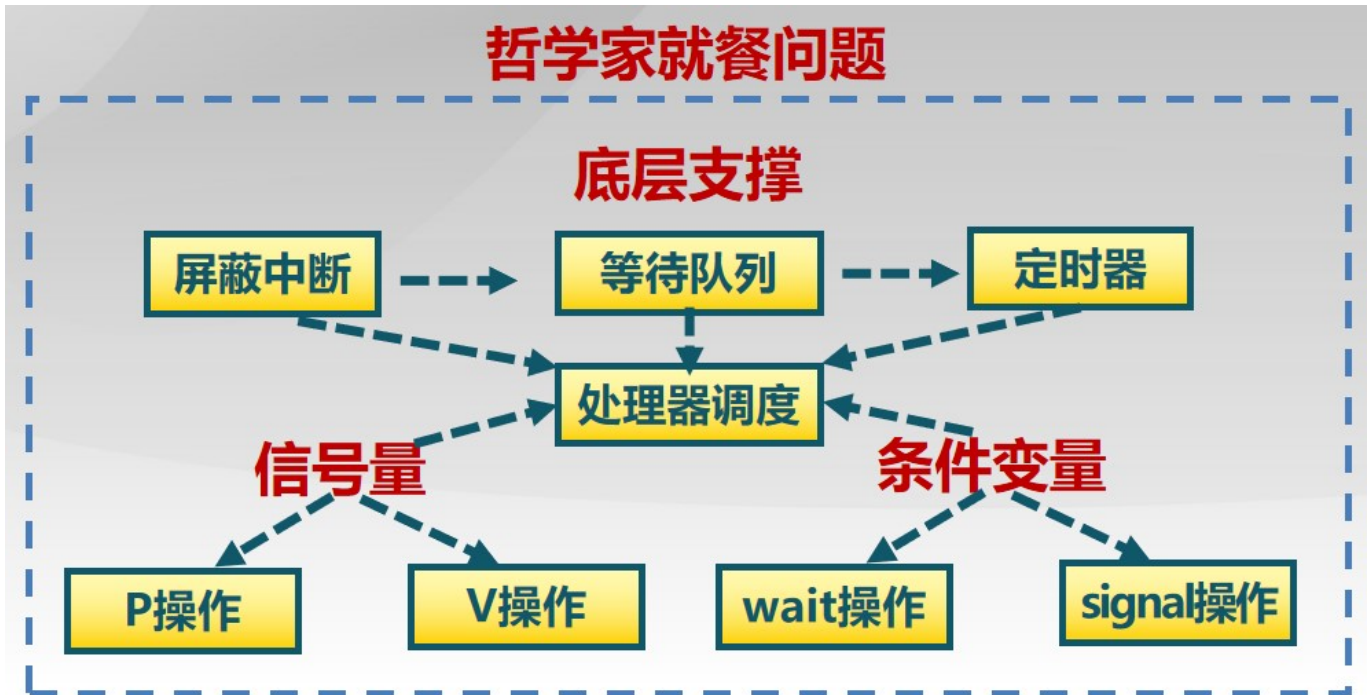 哲学家就餐问题
底层支撑
屏蔽中断
等待队列
定时器
处理器调度
信号量
条件变量
P操作
V操作
wait操作
signal操作